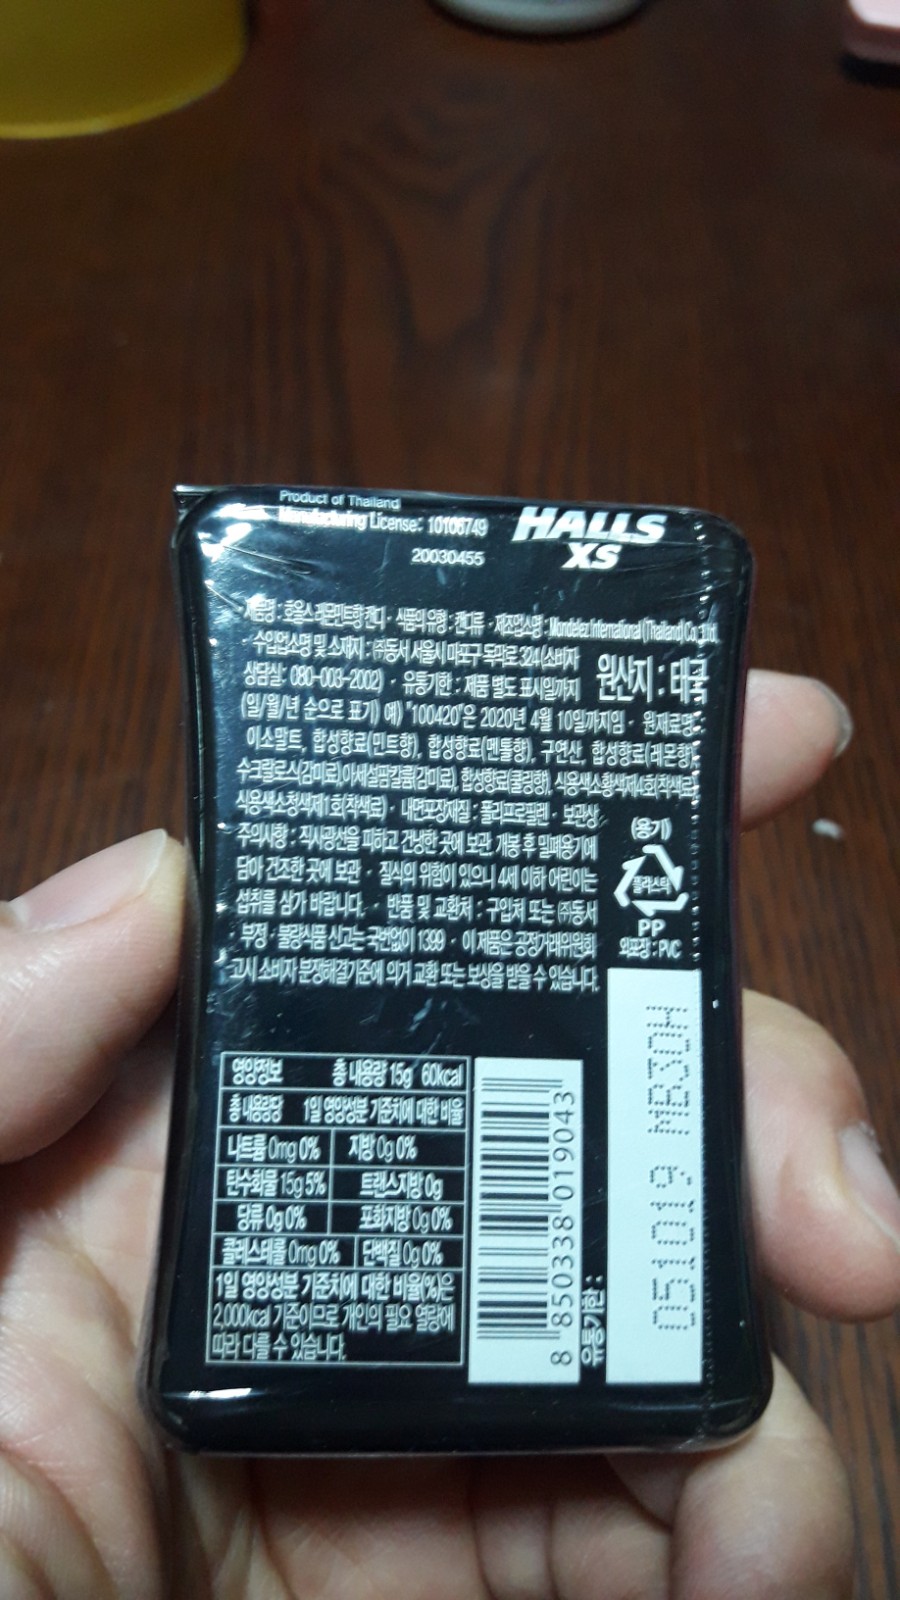 Product of Thailand
Manufacturing License: 10106749
20030455
HALLS
XS
제품명 : 호올스 레몬민트향 캔디 · 식품의 유형 : 캔디류 · 제조업소명 : Mondelez International (Thailand) Co., Ltd.
· 수입업소명 및 소재지 : ㈜동서 서울시 마포구 독막로 324 (소비자
상담실: 080-003-2002) · 유통기한 : 제품 별도 표시일까지
원산지 : 태국
(일/월/년 순으로 표기) 예) "100420"은 2020년 4월 10일까지임 · 원재료명 :
이소말트, 합성향료(민트향), 합성향료(멘톨향), 구연산, 합성향료(레몬향),
수크랄로스(감미료),아세설팜칼륨(감미료), 합성향료(쿨링향), 식용색소황색제4호(착색료),
식용색소청색제1호(착색료) · 내면포장재질 : 폴리프로필렌 · 보관상
주의사항 : 직사광선을 피하고 건냉한 곳에 보관 개봉 후 밀폐용기에
담아 건조한 곳에 보관 · 질식의 위험이 있으니 4세 이하 어린이는
섭취를 삼가 바랍니다. · 반품 및 교환처 : 구입처 또는 ㈜동서
부정 · 불량식품 신고는 국번없이 1399 · 이 제품은 공정거래위원회
고시 소비자 분쟁해결기준에 의거 교환 또는 보상을 받을 수 있습니다.
(용기)
플라스틱
PP
외포장 : PVC
영양정보 총 내용량 15g 60kcal
총 내용량당 1일 영양성분 기준치에 대한 비율
나트륨 0mg 0% 지방 0g 0%
탄수화물 15g 5% 트랜스지방 0g
당류 0g 0% 포화지방 0g 0%
콜레스테롤 0mg 0% 단백질 0g 0%
1일 영양성분 기준치에 대한 비율(%)은
2,000kcal 기준이므로 개인의 필요 열량에
따라 다를 수 있습니다.
8 850338 019043
유통기한 :
051019 MB30H